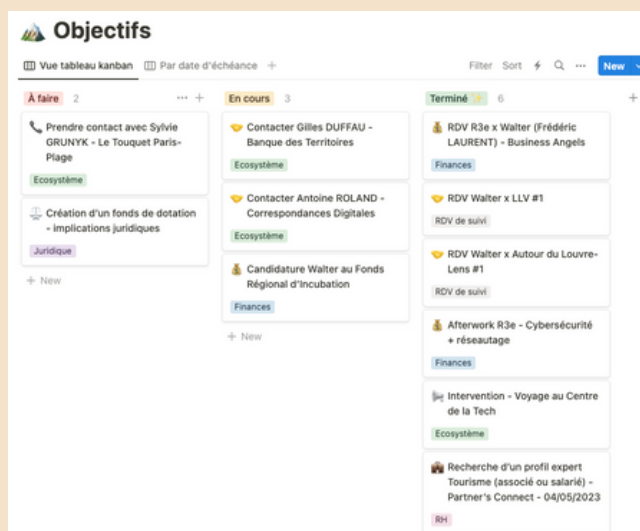 Objectifs
Vue tableau kanban Par date d'échéance +
Filter Sort ... New
À faire 2 ... +
Prendre contact avec Sylvie
GRUNYK - Le Touquet Paris-
Plage
Ecosystème
Création d'un fonds de dotation
- implications juridiques
Juridique
+ New
En cours 3
Contacter Gilles DUFFAU -
Banque des Territoires
Ecosystème
Contacter Antoine ROLAND -
Correspondances Digitales
Ecosystème
Candidature Walter au Fonds
Régional d'Incubation
Finances
+ New
Terminé 6
+
RDV R3e x Walter (Frédéric
LAURENT) - Business Angels
Finances
RDV Walter x LLV #1
RDV de suivi
RDV Walter x Autour du Louvre-
Lens #1
RDV de suivi
Afterwork R3e - Cybersécurité
+ réseautage
Finances
Intervention - Voyage au Centre
de la Tech
Ecosystème
Recherche d'un profil expert
Tourisme (associé ou salarié) -
Partner's Connect - 04/05/2023
RH